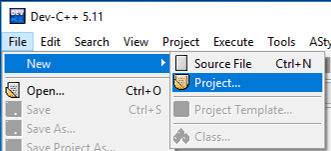 Dev-C++ 5.11
File Edit Search View Project Execute Tools ASty
New
Source File Ctrl+N
Project...
Open... Ctrl+O
Project Template...
Save Ctrl+S
Save As...
Class...
Save Project As...